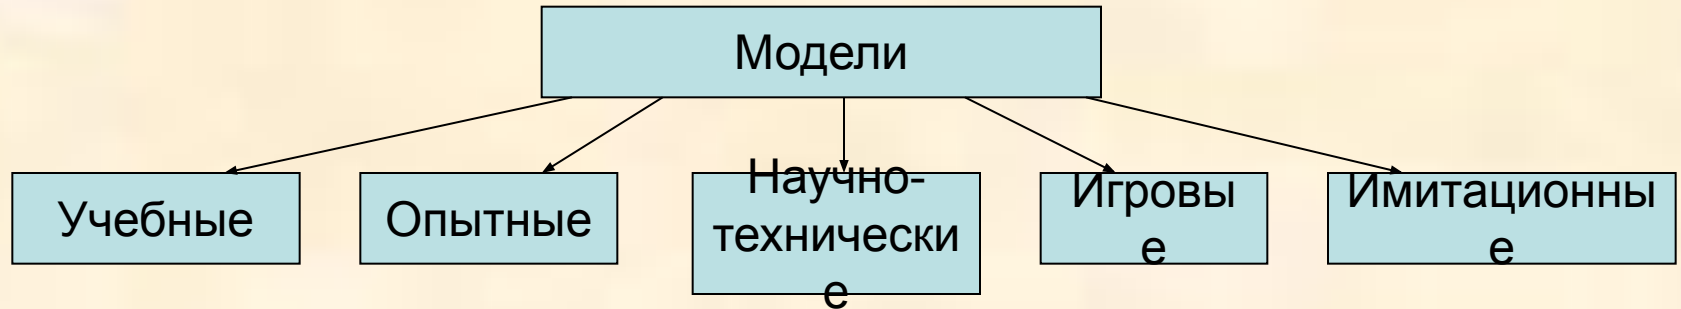 Модели
Учебные
Опытные
Научно-
технически
е
Игровы
е
Имитационны
е